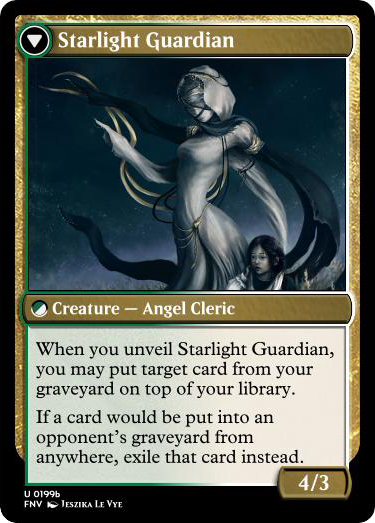 Starlight Guardian
Creature — Angel Cleric
When you unveil Starlight Guardian,
you may put target card from your
graveyard on top of your library.
If a card would be put into an
opponent's graveyard from
anywhere, exile that card instead.
4/3
U 0199b
FNV Jeszika Le Vye